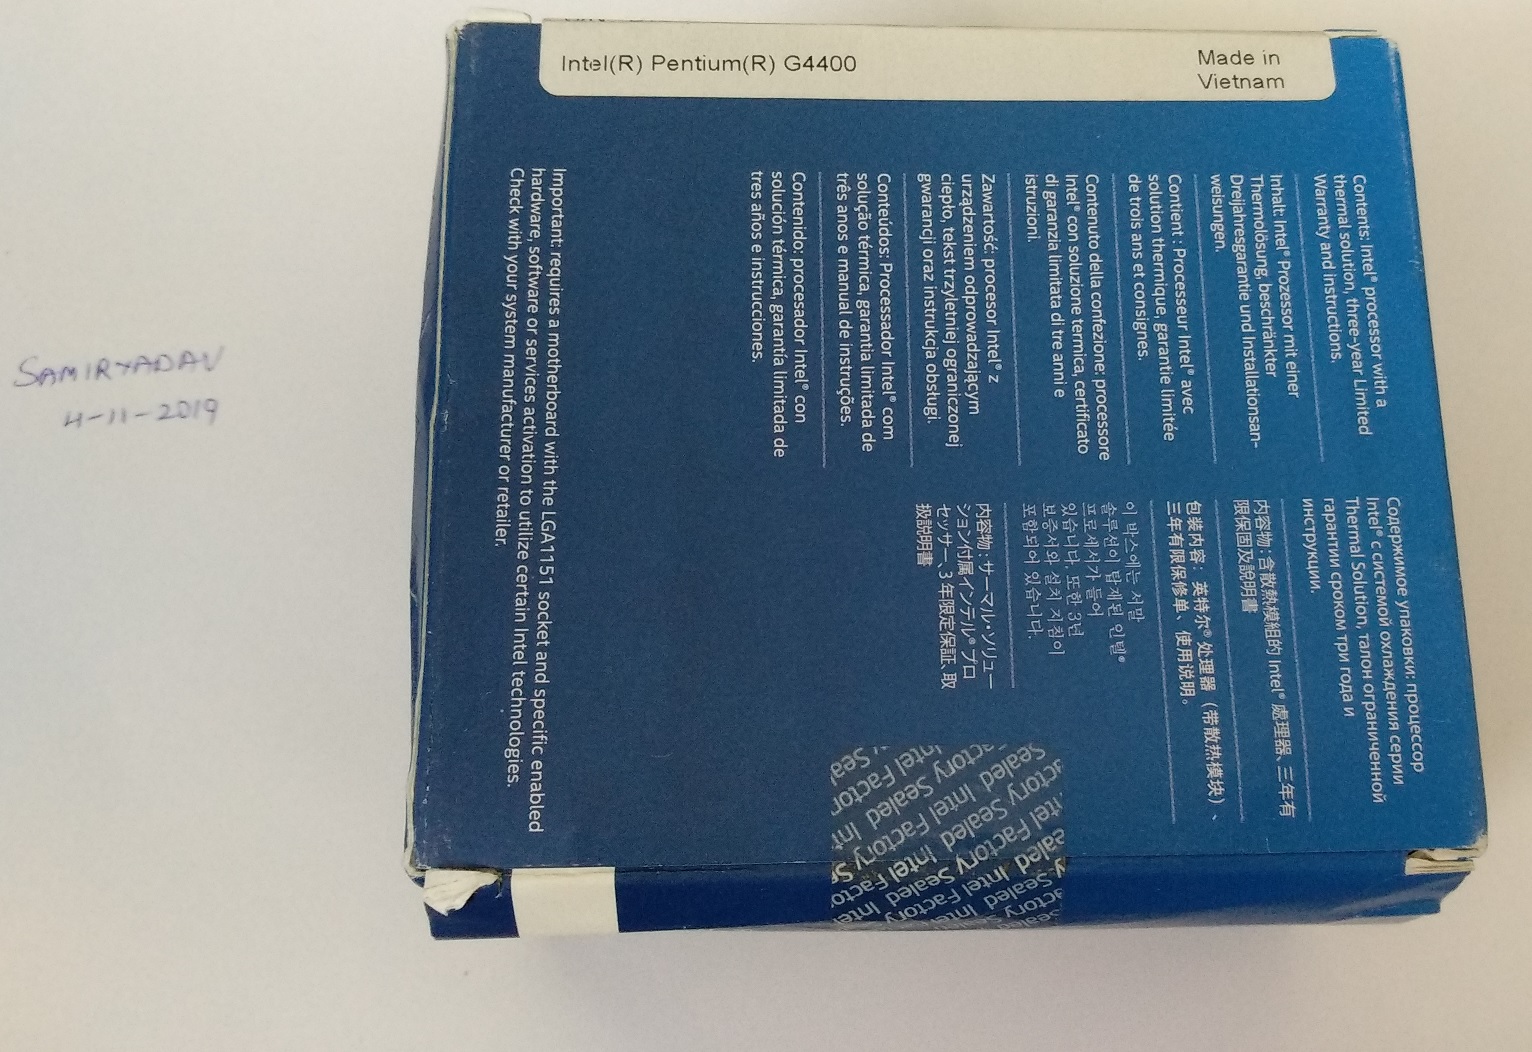 Intel(R) Pentium(R) G4400
Made in
Vietnam
Contents: Intel® processor with a
thermal solution, three-year Limited
Warranty and instructions.
Inhalt: Intel® Prozessor mit einer
Thermolösung, beschränkter
Dreijahresgarantie und Installationsan-
weisungen.
Contient : Processeur Intel® avec
solution thermique, garantie limitée
de trois ans et consignes.
Contenuto della confezione: processore
Intel® con soluzione termica, certificato
di garanzia limitata di tre anni e
istruzioni.
Zawartość: procesor Intel® z
urządzeniem odprowadzającym
ciepło, tekst trzyletniej ograniczonej
gwarancji oraz instrukcja obsługi.
Conteúdos: Processador Intel® com
solução térmica, garantia limitada de
três anos e manual de instruções.
Contenido: procesador Intel® con
solución térmica, garantía limitada de
tres años e instrucciones.
Содержимое упаковки: процессор
Intel® с системой охлаждения серии
Thermal Solution, талон ограниченной
гарантии сроком три года и
инструкции.
內容物：含散熱模組的 Intel® 處理器、三年有
限保固及說明書
包装内容：英特尔® 处理器（带散热模块）、
三年有限保修单、使用说明。
이 박스에는 서말
솔루션이 탑재된 인텔®
프로세서가 들어
있습니다. 또한 3년
보증서와 설치 지침이
포함되어 있습니다.
内容物：サーマル・ソリュー
ション付属インテル® プロ
セッサー、3 年限定保証、取
扱説明書
Important: requires a motherboard with the LGA1151 socket and specific enabled
hardware, software or services activation to utilize certain Intel technologies.
Check with your system manufacturer or retailer.
Intel Factory Sealed
SAMIRYADAV
4-11-2019